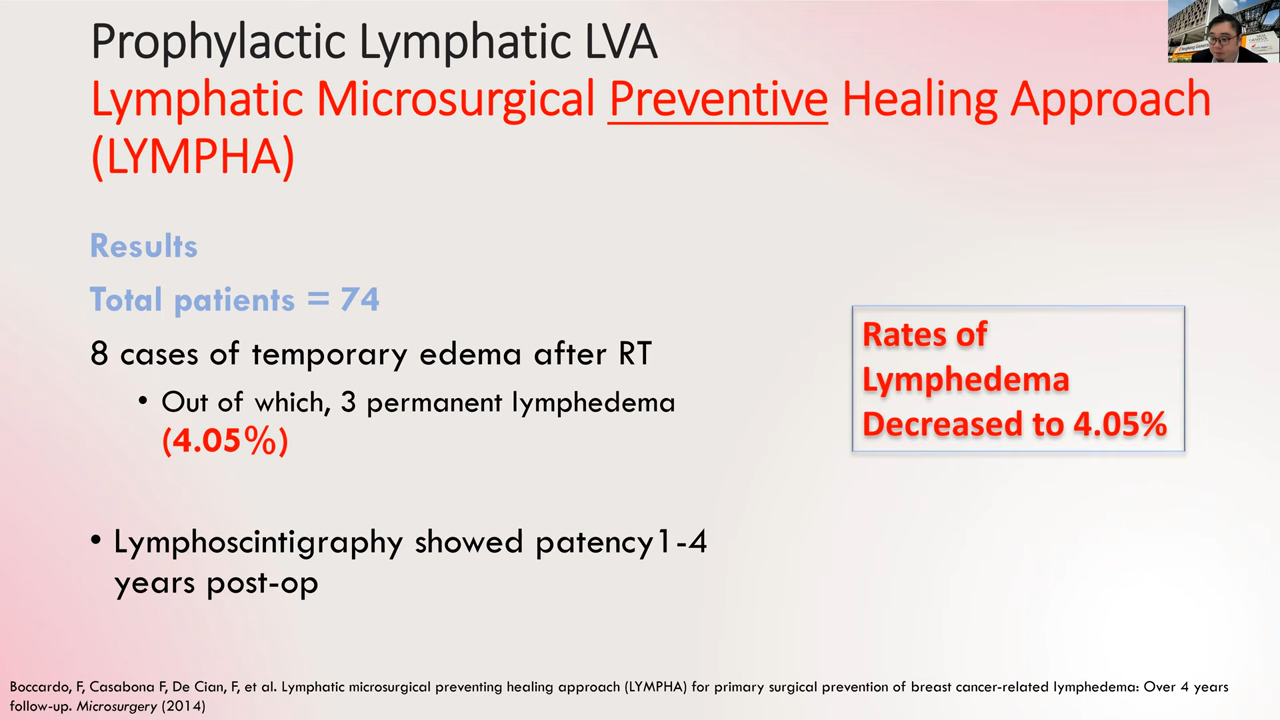 Prophylactic Lymphatic LVA
Lymphatic Microsurgical Preventive Healing Approach
(LYMPHA)
Results
Total patients = 74
8 cases of temporary edema after RT
• Out of which, 3 permanent lymphedema
(4.05%)
• Lymphoscintigraphy showed patency1-4
years post-op
Rates of
Lymphedema
Decreased to 4.05%
Boccardo, F, Casabona F, De Cian, F, et al. Lymphatic microsurgical preventing healing approach (LYMPHA) for primary surgical prevention of breast cancer-related lymphedema: Over 4 years
follow-up. Microsurgery (2014)